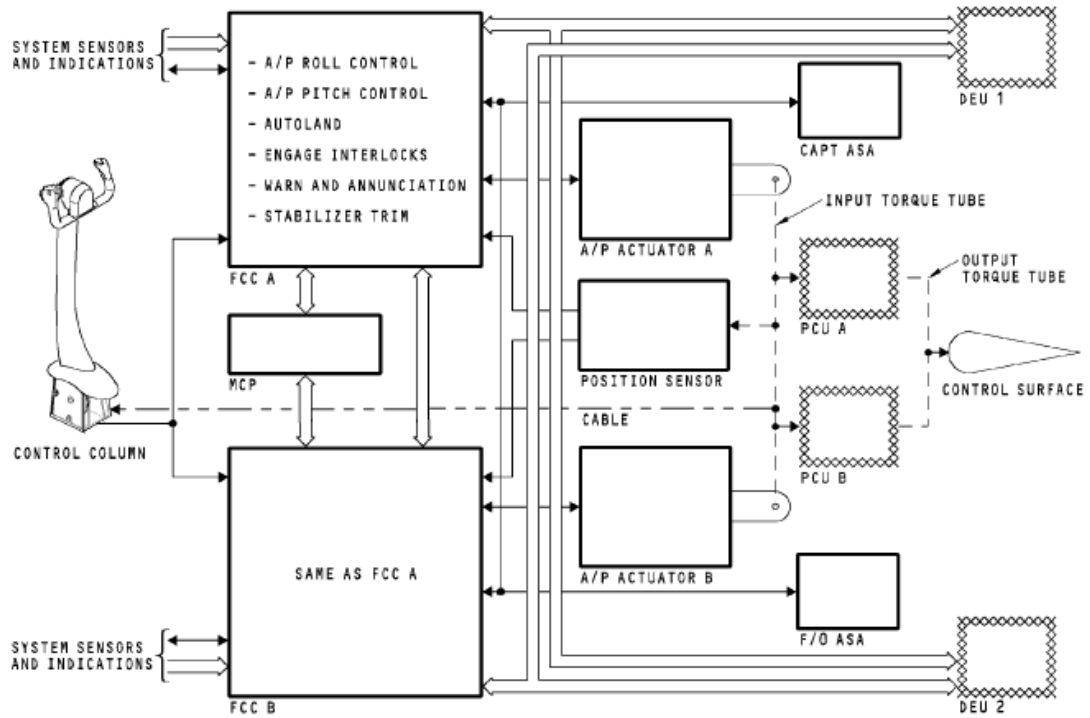 SYSTEM SENSORS
AND INDICATIONS
- A/P ROLL CONTROL
- A/P PITCH CONTROL
- AUTOLAND
- ENGAGE INTERLOCKS
- WARN AND ANNUNCIATION
- STABILIZER TRIM
FCC A
DEU 1
CAPT ASA
A/P ACTUATOR A
INPUT TORQUE TUBE
OUTPUT
TORQUE TUBE
PCU A
MCP
POSITION SENSOR
CONTROL SURFACE
CABLE
CONTROL COLUMN
PCU B
SAME AS FCC A
A/P ACTUATOR B
F/O ASA
SYSTEM SENSORS
AND INDICATIONS
FCC B
DEU 2